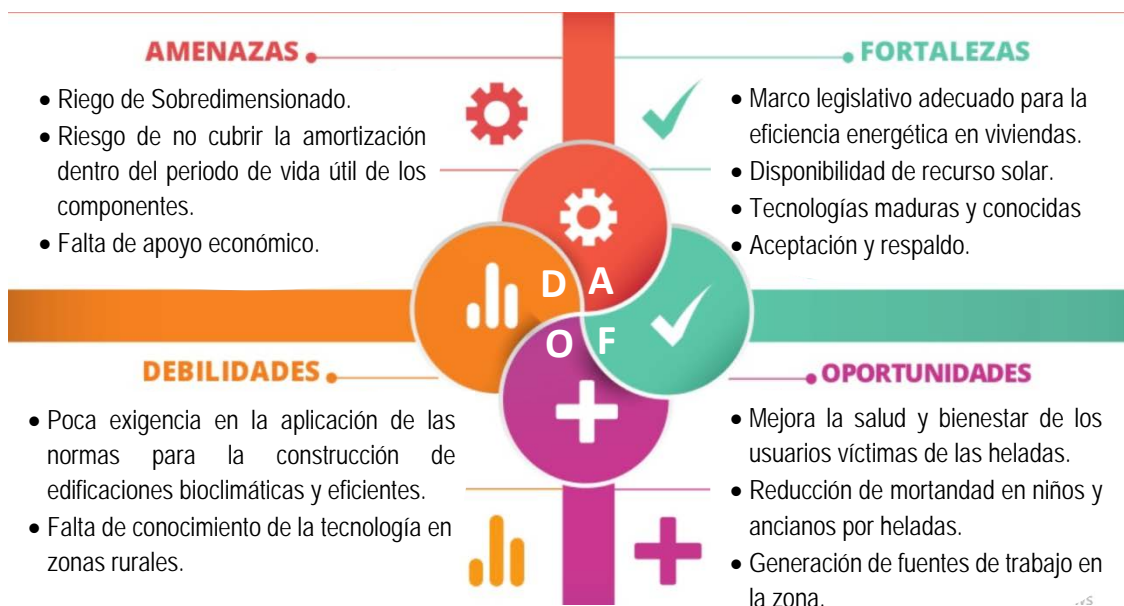 AMENAZAS
• Riego de Sobredimensionado.
• Riesgo de no cubrir la amortización
dentro del periodo de vida útil de los
componentes.
• Falta de apoyo económico.
FORTALEZAS
• Marco legislativo adecuado para la
eficiencia energética en viviendas.
• Disponibilidad de recurso solar.
• Tecnologías maduras y conocidas
• Aceptación y respaldo.
D A
O F
DEBILIDADES
• Poca exigencia en la aplicación de las
normas para la construcción de
edificaciones bioclimáticas y eficientes.
• Falta de conocimiento de la tecnología en
zonas rurales.
OPORTUNIDADES
• Mejora la salud y bienestar de los
usuarios víctimas de las heladas.
• Reducción de mortandad en niños y
ancianos por heladas.
• Generación de fuentes de trabajo en
la zona.